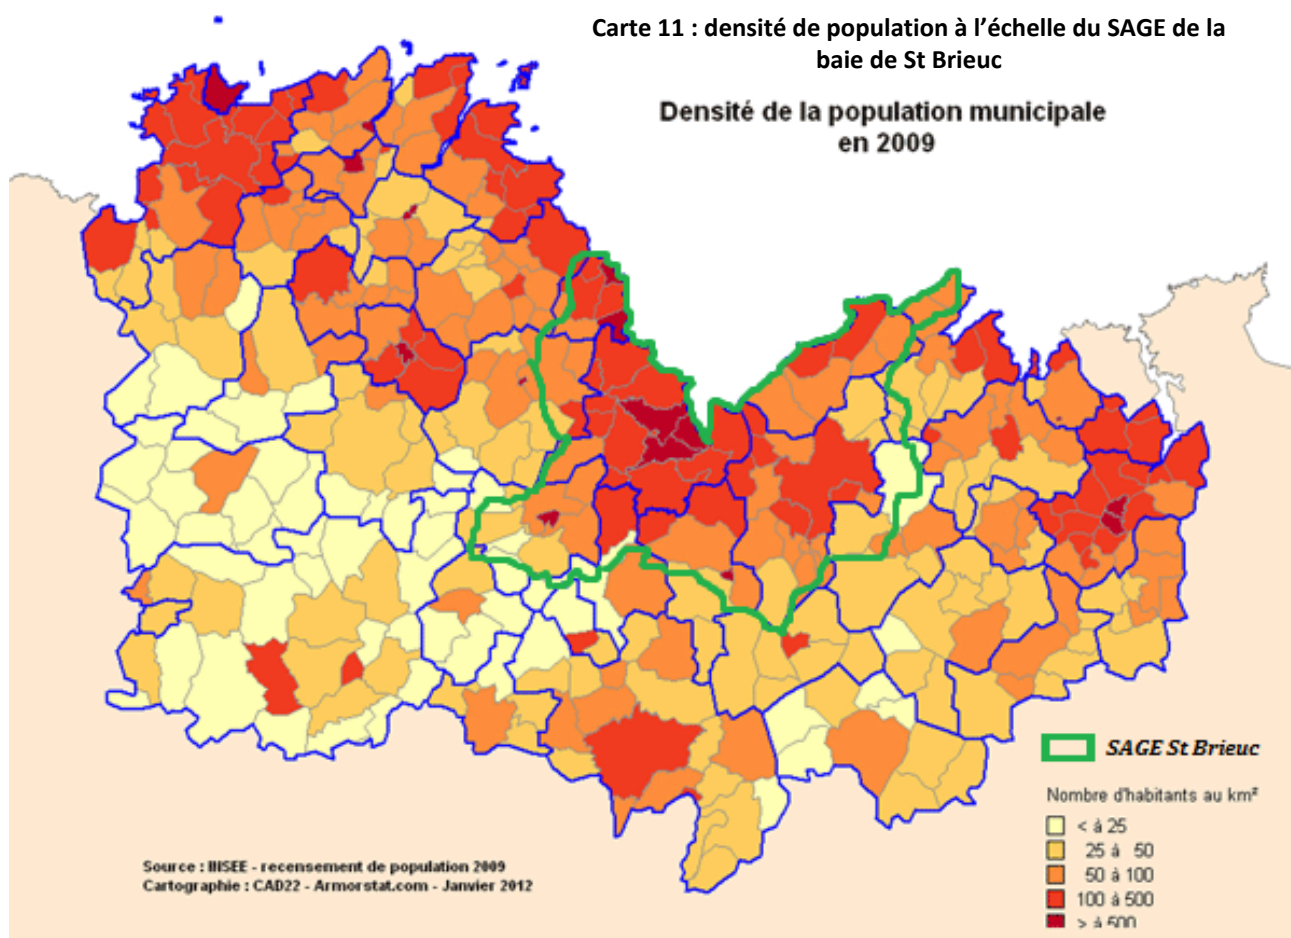 Carte 11 : densité de population à l'échelle du SAGE de la
baie de St Brieuc
Densité de la population municipale
en 2009
SAGE St Brieuc
Nombre d'habitants au km²
< à 25
25 à 50
50 à 100
100 à 500
> à 500
Source : INSEE - recensement de population 2009
Cartographie : CAD22 - Armorstat.com - Janvier 2012